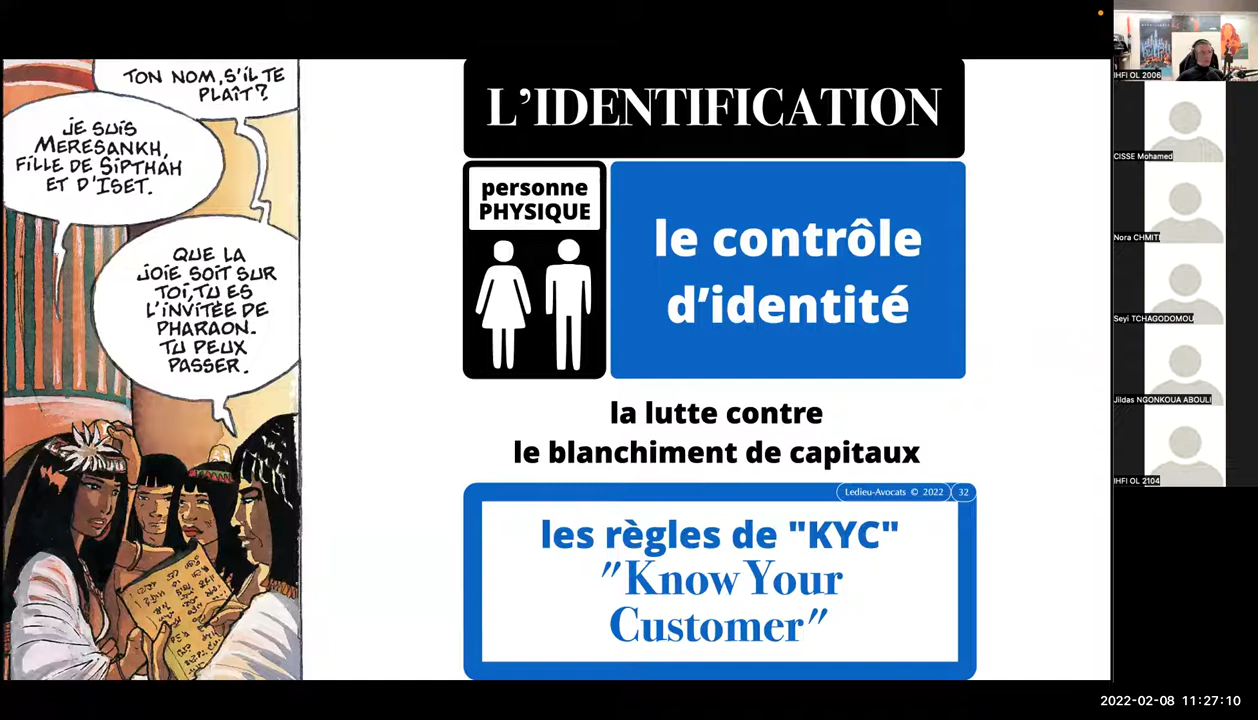 TON NOM, S'IL TE
PLAÎT?
JE SUIS
MERESANKH,
FILLE DE SIPTHAH
ET D'ISET.
QUE LA
JOIE SOIT SUR
TOI, TU ES
L'INVITÉE DE
PHARAON.
TU PEUX
PASSER.
L'IDENTIFICATION
personne
PHYSIQUE
le contrôle
d'identité
la lutte contre
le blanchiment de capitaux
Ledieu-Avocats © 2022 32
les règles de "KYC"
"Know Your
Customer"
IHFI OL 2006
CISSE Mohamed
Nora CHMITI
Seyi TCHAGODOMOU
Jildas NGONKOUA ABOULI
IHFI OL 2104
2022-02-08 11:27:10